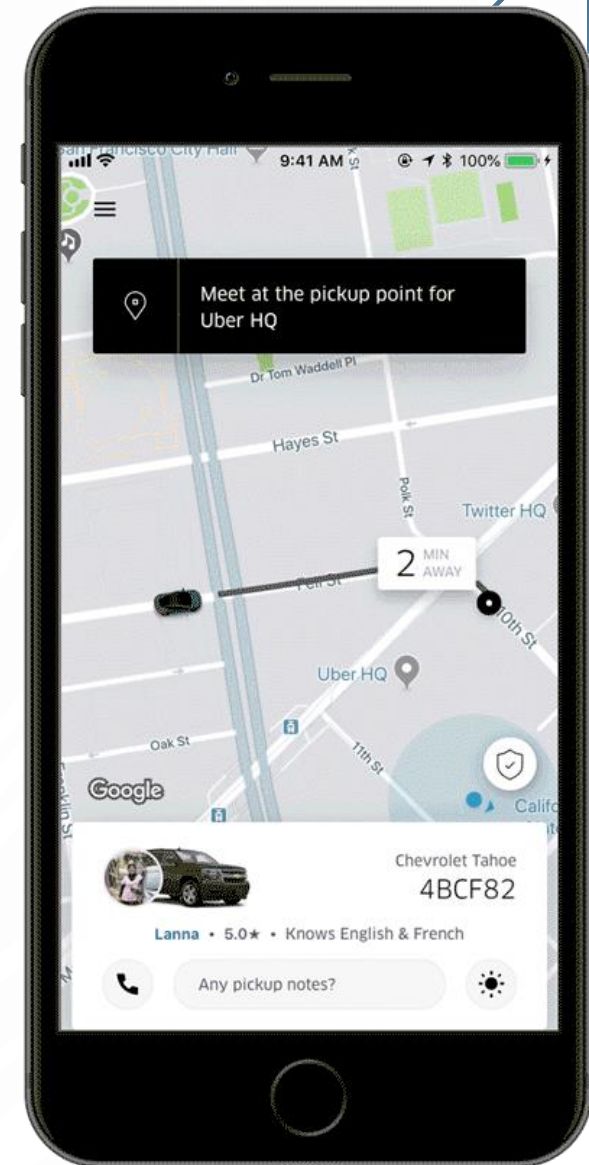 San Francisco City Hall
9:41 AM
100%
Meet at the pickup point for
Uber HQ
Dr Tom Waddell Pl
Hayes St
Polk St
Twitter HQ
2 MIN
AWAY
Fell St
10th St
Uber HQ
Oak St
11th St
Franklin St
Google
Chevrolet Tahoe
4BCF82
Lanna • 5.0★ • Knows English & French
Any pickup notes?